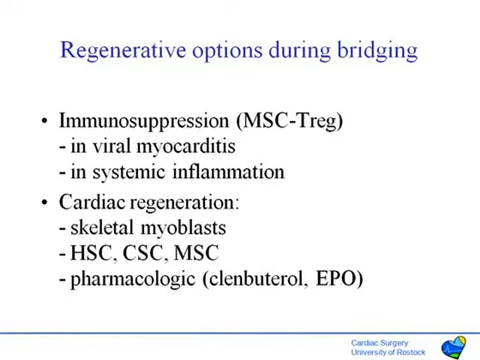 Regenerative options during bridging
• Immunosuppression (MSC-Treg)
- in viral myocarditis
- in systemic inflammation
• Cardiac regeneration:
- skeletal myoblasts
- HSC, CSC, MSC
- pharmacologic (clenbuterol, EPO)
Cardiac Surgery
University of Rostock